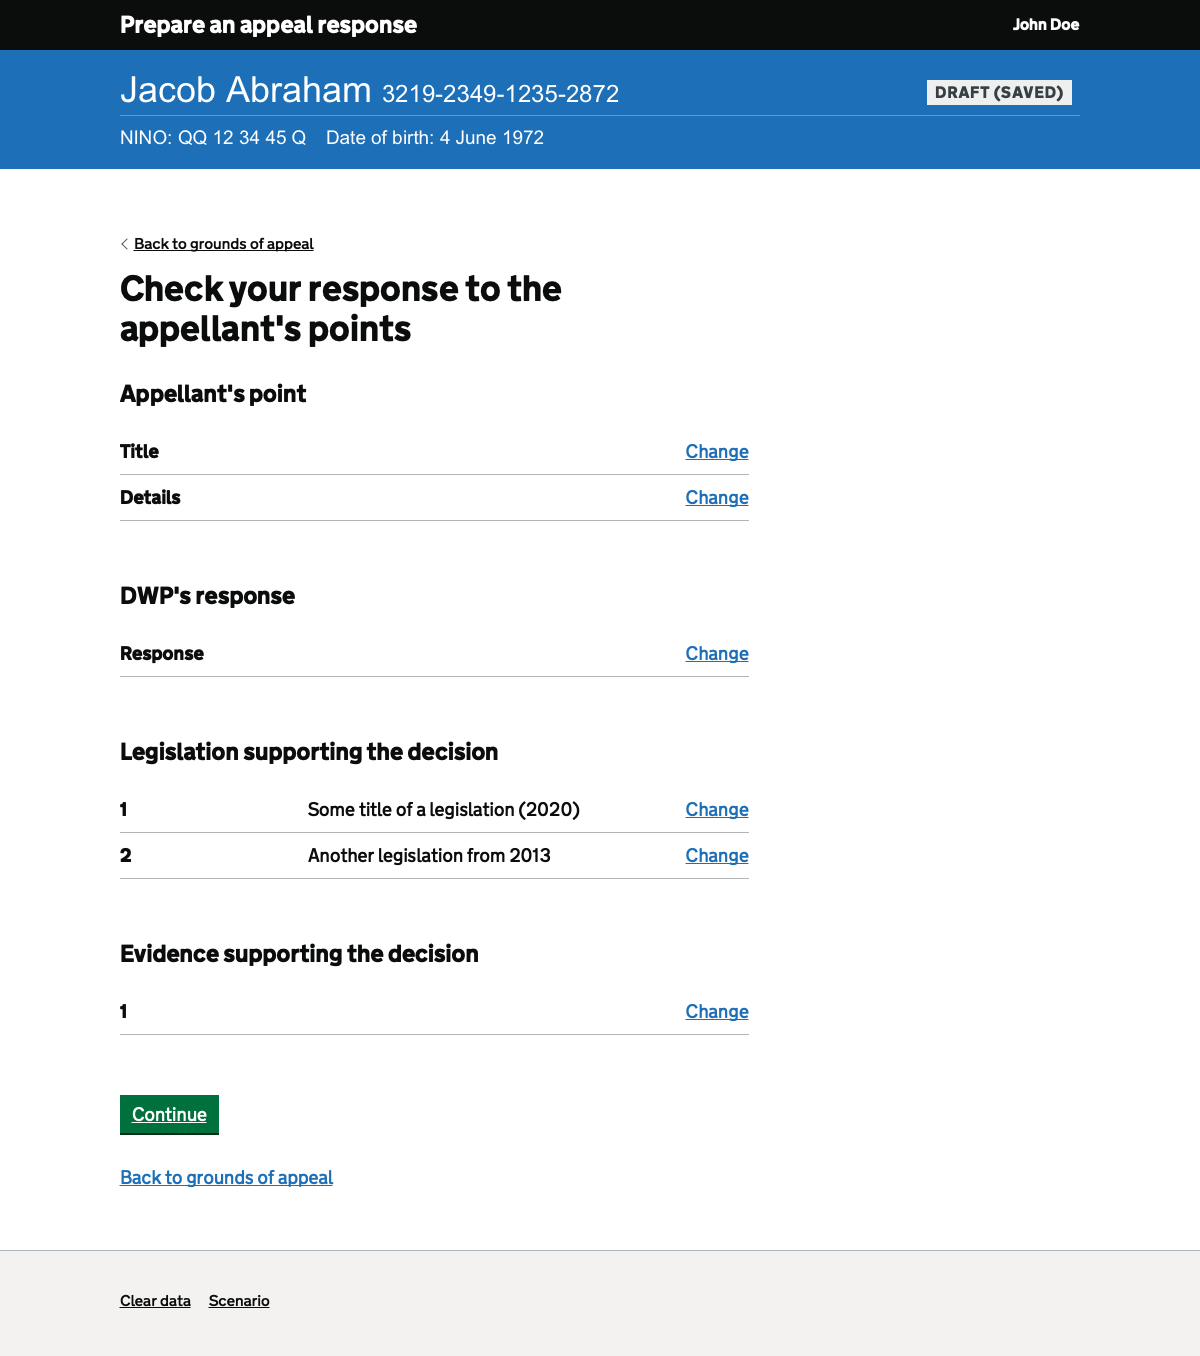 Prepare an appeal response
John Doe
Jacob Abraham 3219-2349-1235-2872
DRAFT (SAVED)
NINO: QQ 12 34 45 Q Date of birth: 4 June 1972
Back to grounds of appeal
Check your response to the
appellant's points
Appellant's point
Title Change
Details Change
DWP's response
Response Change
Legislation supporting the decision
1 Some title of a legislation (2020) Change
2 Another legislation from 2013 Change
Evidence supporting the decision
1 Change
Continue
Back to grounds of appeal
Clear data Scenario